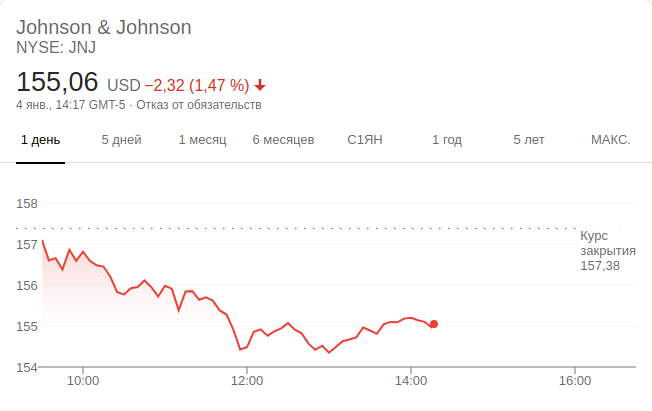 Johnson & Johnson
NYSE: JNJ
155,06 USD −2,32 (1,47 %)
4 янв., 14:17 GMT-5 · Отказ от обязательств
1 день 5 дней 1 месяц 6 месяцев С1ЯН 1 год 5 лет МАКС.
158
157
156
155
154
Курс
закрытия
157,38
10:00 12:00 14:00 16:00